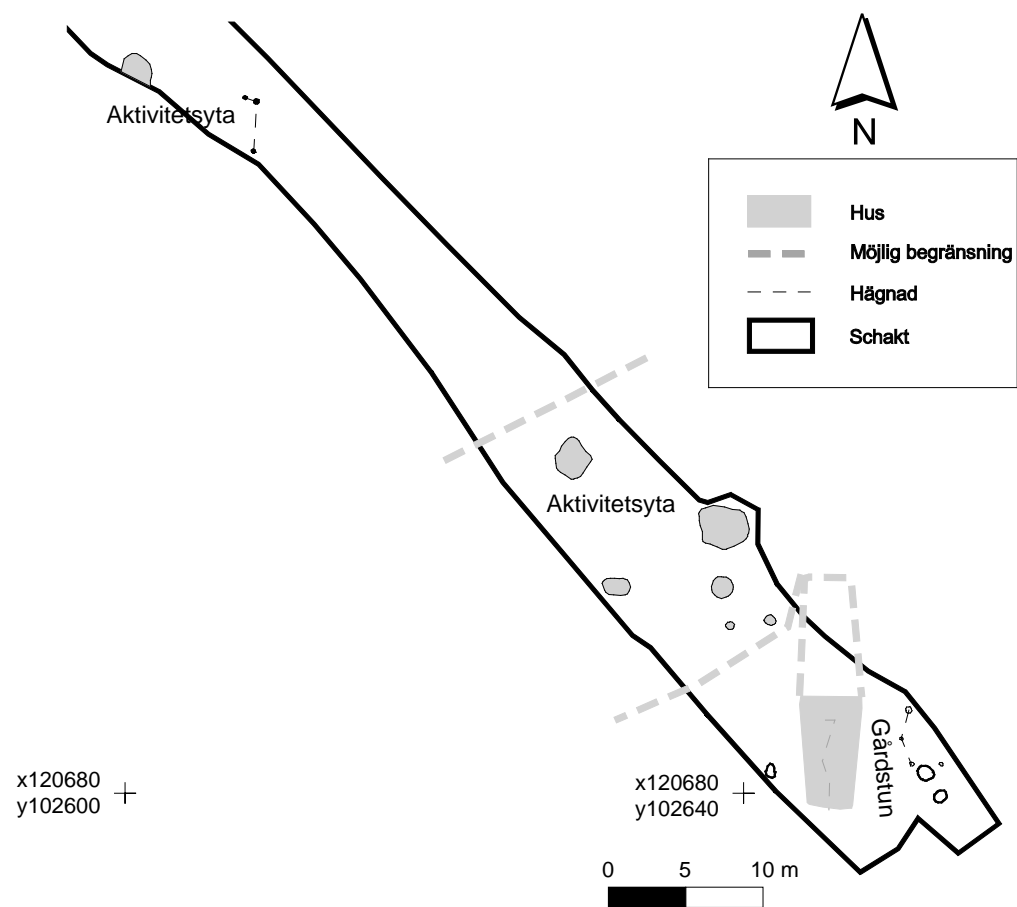 Aktivitetsyta
N
Hus
Möjlig begränsning
Hägnad
Schakt
Aktivitetsyta
Gårdstun
x120680
y102600
x120680
y102640
0 5 10 m